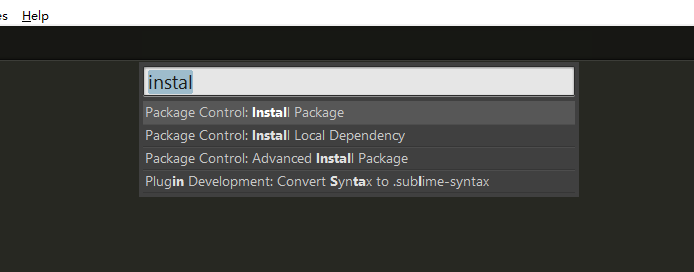 es Help
instal
Package Control: Install Package
Package Control: Install Local Dependency
Package Control: Advanced Install Package
Plugin Development: Convert Syntax to .sublime-syntax